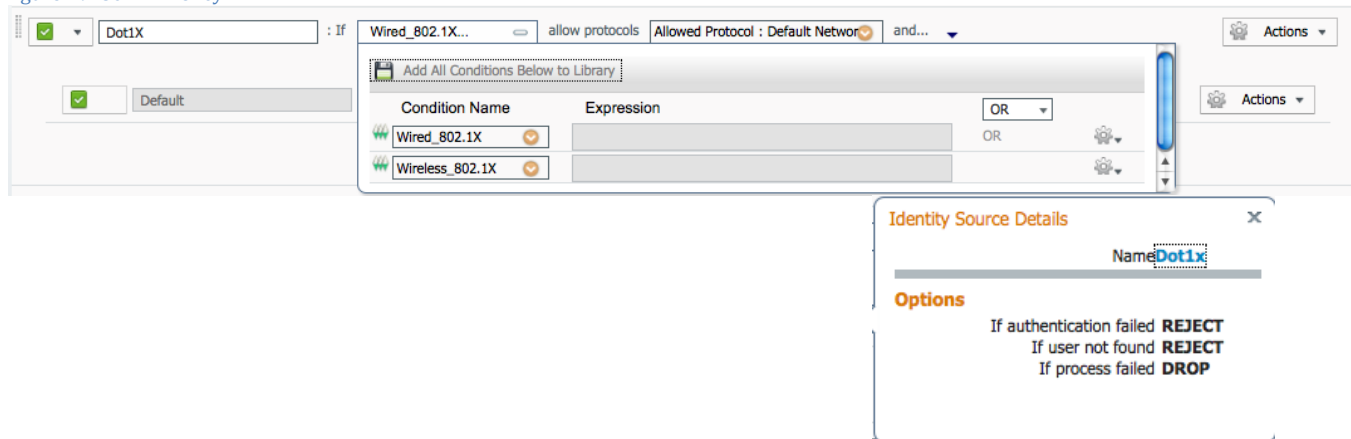 Dot1X : If Wired_802.1X... allow protocols Allowed Protocol : Default Networ and... Actions
Add All Conditions Below to Library
Default Actions
Condition Name Expression OR
Wired_802.1X OR
Wireless_802.1X
Identity Source Details
Name Dot1x
Options
If authentication failed REJECT
If user not found REJECT
If process failed DROP